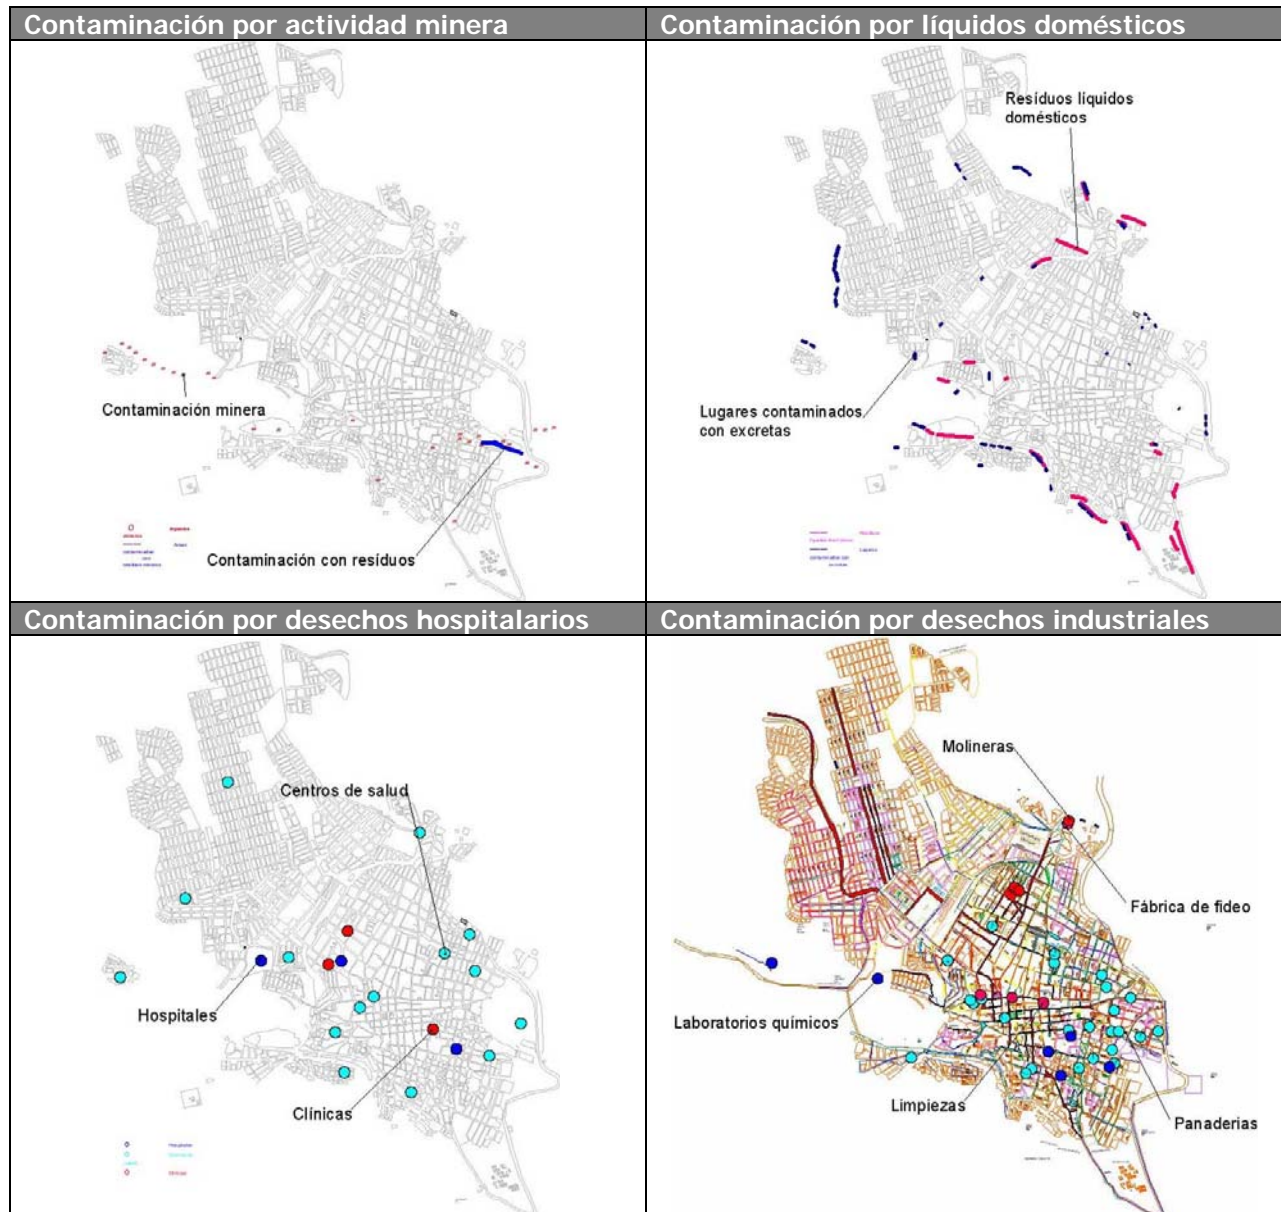 Contaminación por actividad minera
Contaminación por líquidos domésticos
Contaminación minera
Contaminación con resíduos
Resíduos líquidos
domésticos
Lugares contaminados
con excretas
Contaminación por desechos hospitalarios
Contaminación por desechos industriales
Centros de salud
Hospitales
Clínicas
Molineras
Fábrica de fideo
Laboratorios químicos
Limpiezas
Panaderias